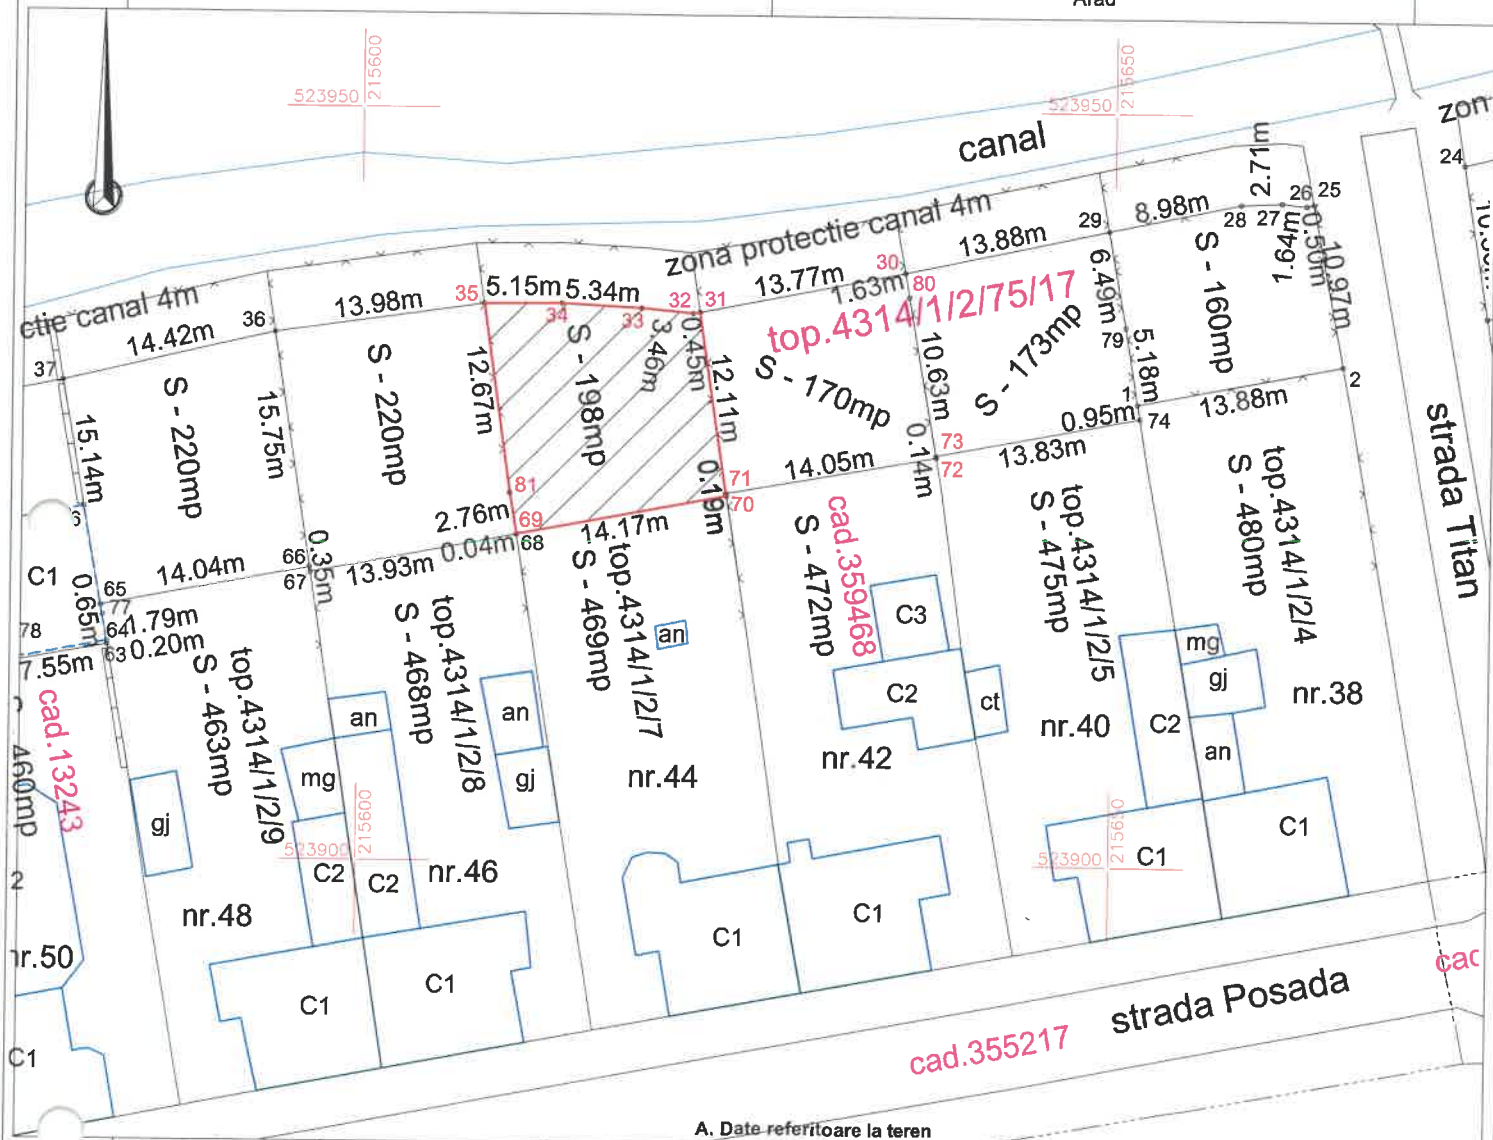 Arad
215600
523950
215650
523950
canal
zon
24
zona protectie canal 4m
ctie canal 4m
2.71m
26
25
28
27
1.64m
0.50m
10.97m
29
8.98m
13.88m
30
80
13.77m
1.63m
top.4314/1/2/75/17
5.15m
5.34m
35
34
33
32
31
13.98m
36
14.42m
37
S - 220mp
15.14m
15.75m
S - 220mp
12.67m
S - 198mp
3.46m
0.45m
12.11m
S - 170mp
10.63m
S - 173mp
6.49m
79
5.18m
S - 160mp
1
2
0.95m
74
13.88m
73
72
0.14m
13.83m
14.05m
71
70
0.19m
81
2.76m
69
68
0.04m
14.17m
66
67
0.35m
13.93m
14.04m
65
77
1.79m
64
63
0.20m
0.65m
78
7.55m
6
C1
cad.13243
460mp
2
nr.50
C1
S - 463mp
top.4314/1/2/9
gj
nr.48
mg
an
C2
C2
C1
C1
215600
523900
S - 468mp
top.4314/1/2/8
nr.46
an
gj
S - 469mp
top.4314/1/2/7
an
nr.44
C1
S - 472mp
cad.359468
C3
C2
ct
nr.42
C1
S - 475mp
top.4314/1/2/5
nr.40
C2
C1
215650
523900
S - 480mp
top.4314/1/2/4
mg
gj
an
nr.38
C1
strada Titan
strada Posada
cad.355217
cad
A. Date referitoare la teren